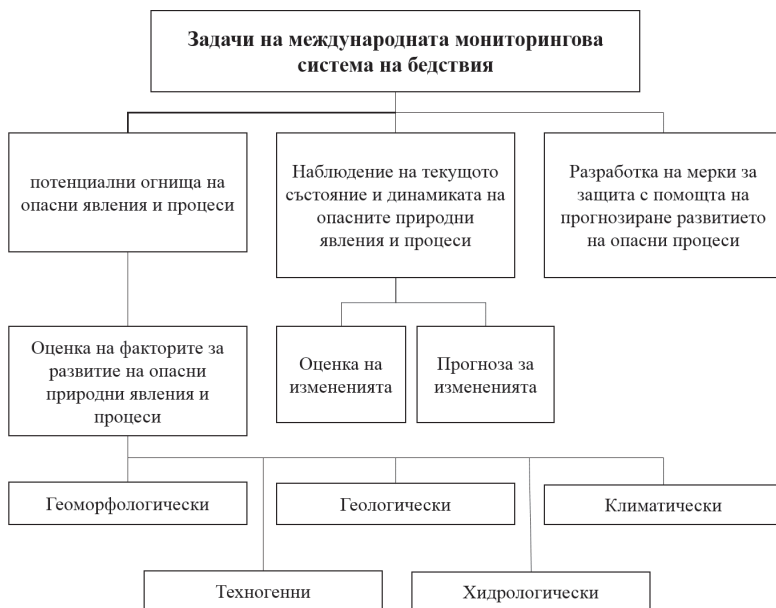 Задачи на международната мониторингова
система на бедствия
потенциални огнища на
опасни явления и процеси
Наблюдение на текущото
състояние и динамиката на
опасните природни
явления и процеси
Разработка на мерки за
защита с помощта на
прогнозиране развитието
на опасни процеси
Оценка на факторите за
развитие на опасни
природни явления и
процеси
Оценка на
измененията
Прогноза за
измененията
Геоморфологически
Геологически
Климатически
Техногенни
Хидрологически